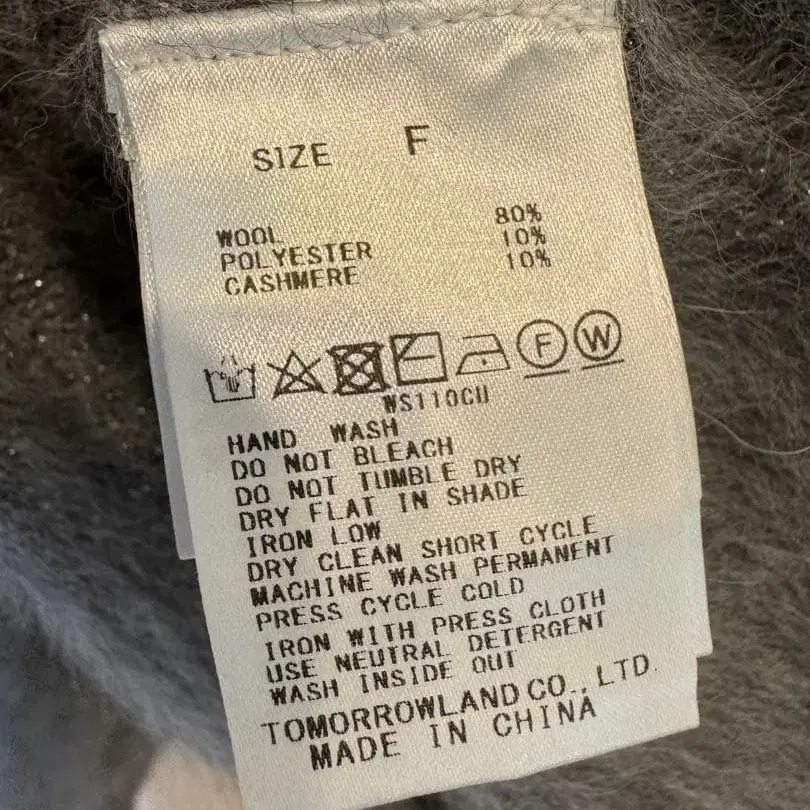 SIZE F
WOOL 80%
POLYESTER 10%
CASHMERE 10%
F W
WS110CU
HAND WASH
DO NOT BLEACH
DO NOT TUMBLE DRY
DRY FLAT IN SHADE
IRON LOW
DRY CLEAN SHORT CYCLE
MACHINE WASH PERMANENT
PRESS CYCLE COLD
IRON WITH PRESS CLOTH
USE NEUTRAL DETERGENT
WASH INSIDE OUT
TOMORROWLAND CO., LTD.
MADE IN CHINA